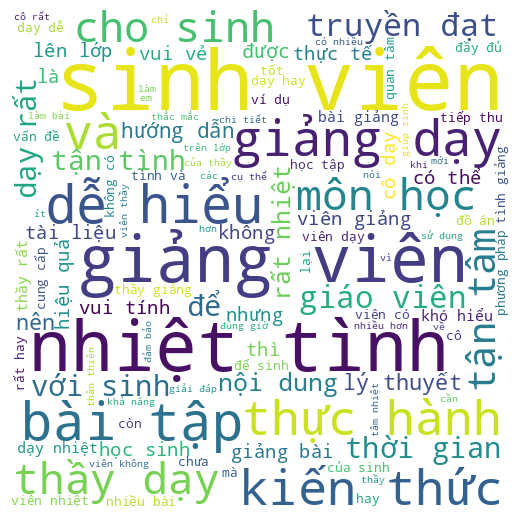 cô rất
chỉ
dạy dễ
cho sinh
truyền đạt
có nhiều
quan tâm
lên lớp
vui vẻ
được
thực tế
đầy đủ
là
tốt
dạy hay
sinh viên
làm
em
làm bài
thắc mắc
chi tiết
ví dụ
bài giảng
giúp sinh
tiếp thu
vấn đề
và
hướng dẫn
giảng dạy
dạy rất
tận tình
trên lớp
của thầy
học tập
cô dạy
có thể
mới
không có
tình và
các
cụ thể
khi
dễ hiểu
môn học
nói
phương pháp
tình giảng
ít
viên thầy
viên giảng
đồ án
tài liệu
không
hơn
rất nhiệt
viên dạy
sử dụng
giảng viên
lại
vì
tận tâm
thầy rất
cung cấp
hiệu quả
thầy giảng
vui tính
để
giáo viên
nên
đảm bảo
đúng giờ
nhưng
viên có
nhiều hơn
khó hiểu
về
cô
nhiệt tình
rất hay
thân thiện
thì
để sinh
với sinh
giải đáp
nội dung
lý thuyết
tâm nhiệt
khả năng
cần
bài tập
thực hành
còn
dạy nhiệt
học sinh
chưa
giảng bài
thời gian
viên không
mà
của sinh
thầy
thầy dạy
kiến thức
viên nhiệt
nhiều bài
hay